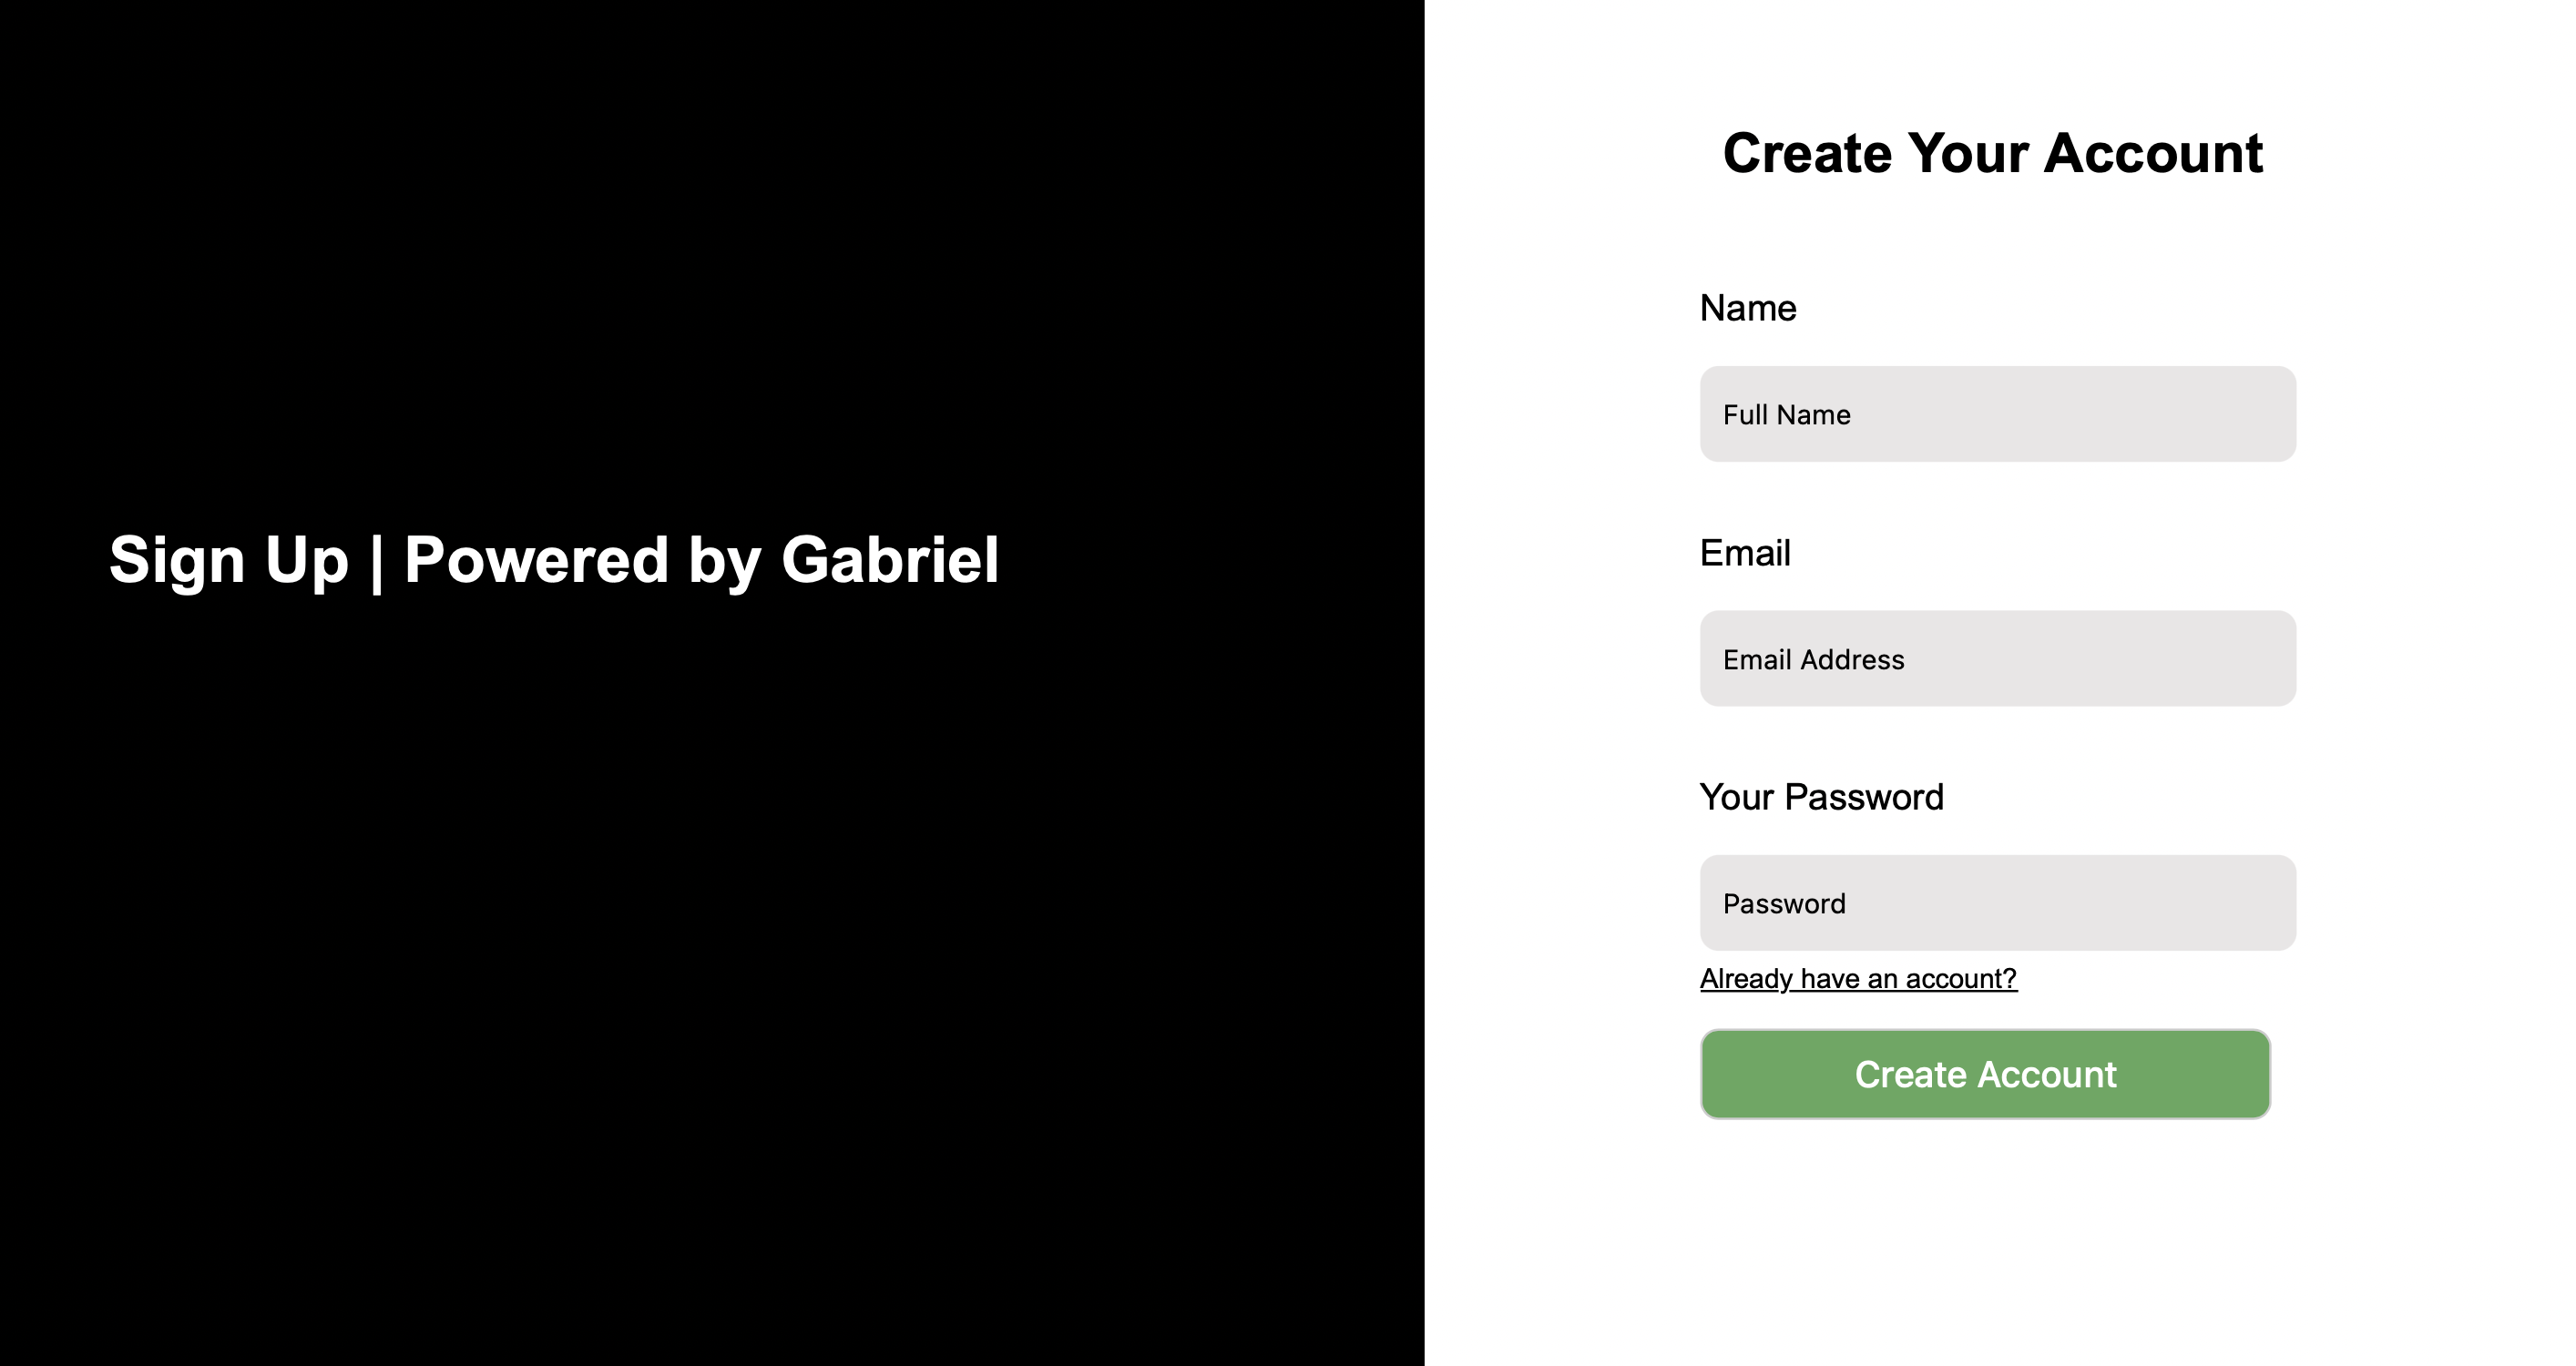 Sign Up | Powered by Gabriel
Create Your Account
Name
Full Name
Email
Email Address
Your Password
Password
Already have an account?
Create Account